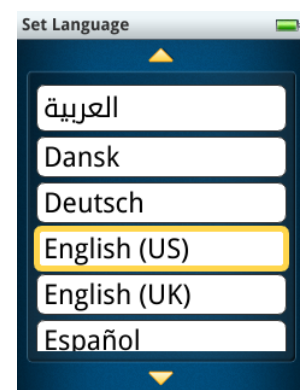 Set Language
العربية
Dansk
Deutsch
English (US)
English (UK)
Español